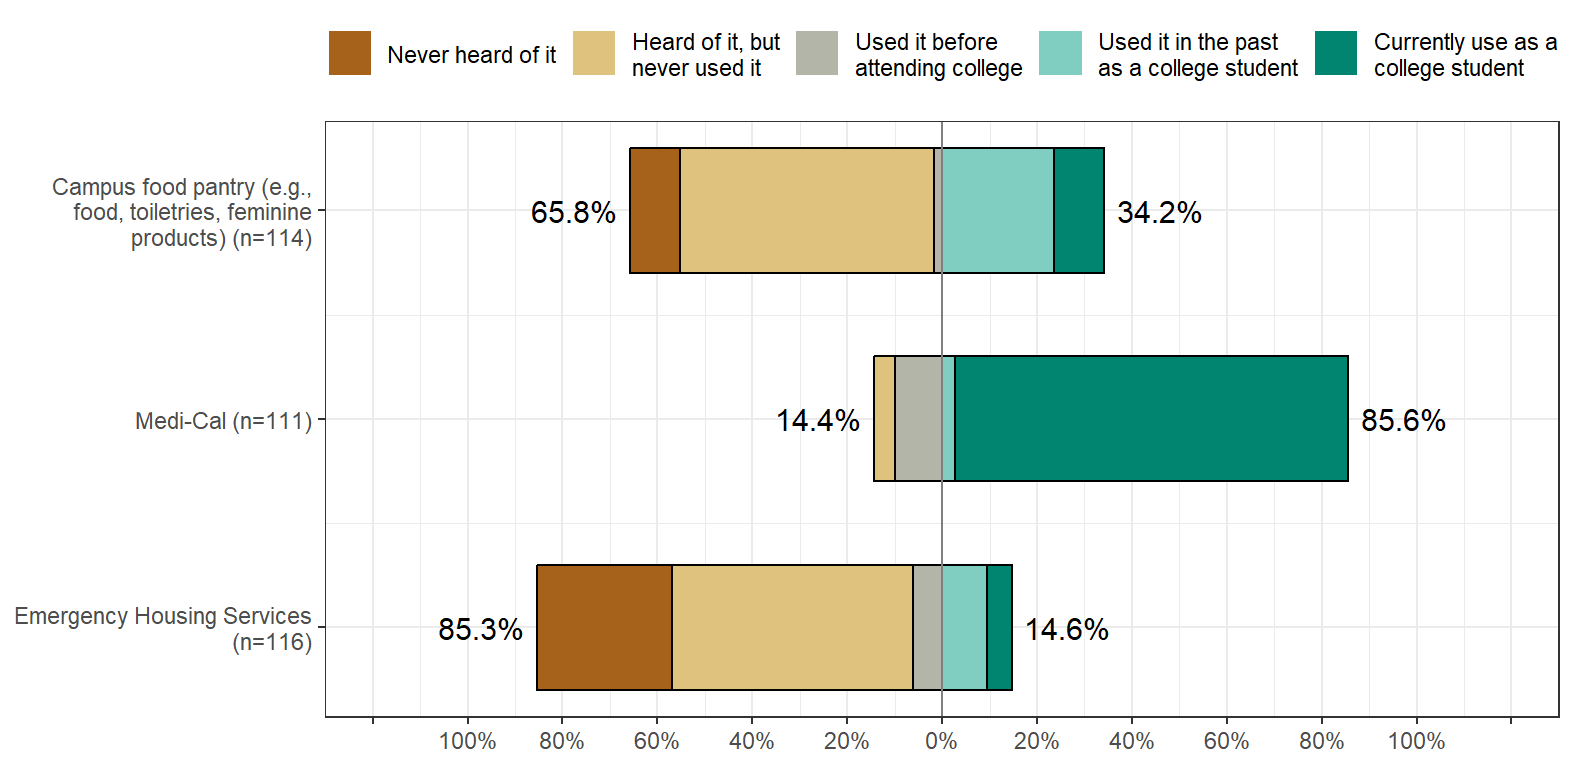 Never heard of it
Heard of it, but
never used it
Used it before
attending college
Used it in the past
as a college student
Currently use as a
college student
Campus food pantry (e.g.,
food, toiletries, feminine
products) (n=114)
65.8%
34.2%
Medi-Cal (n=111)
14.4%
85.6%
Emergency Housing Services
(n=116)
85.3%
14.6%
100% 80% 60% 40% 20% 0% 20% 40% 60% 80% 100%